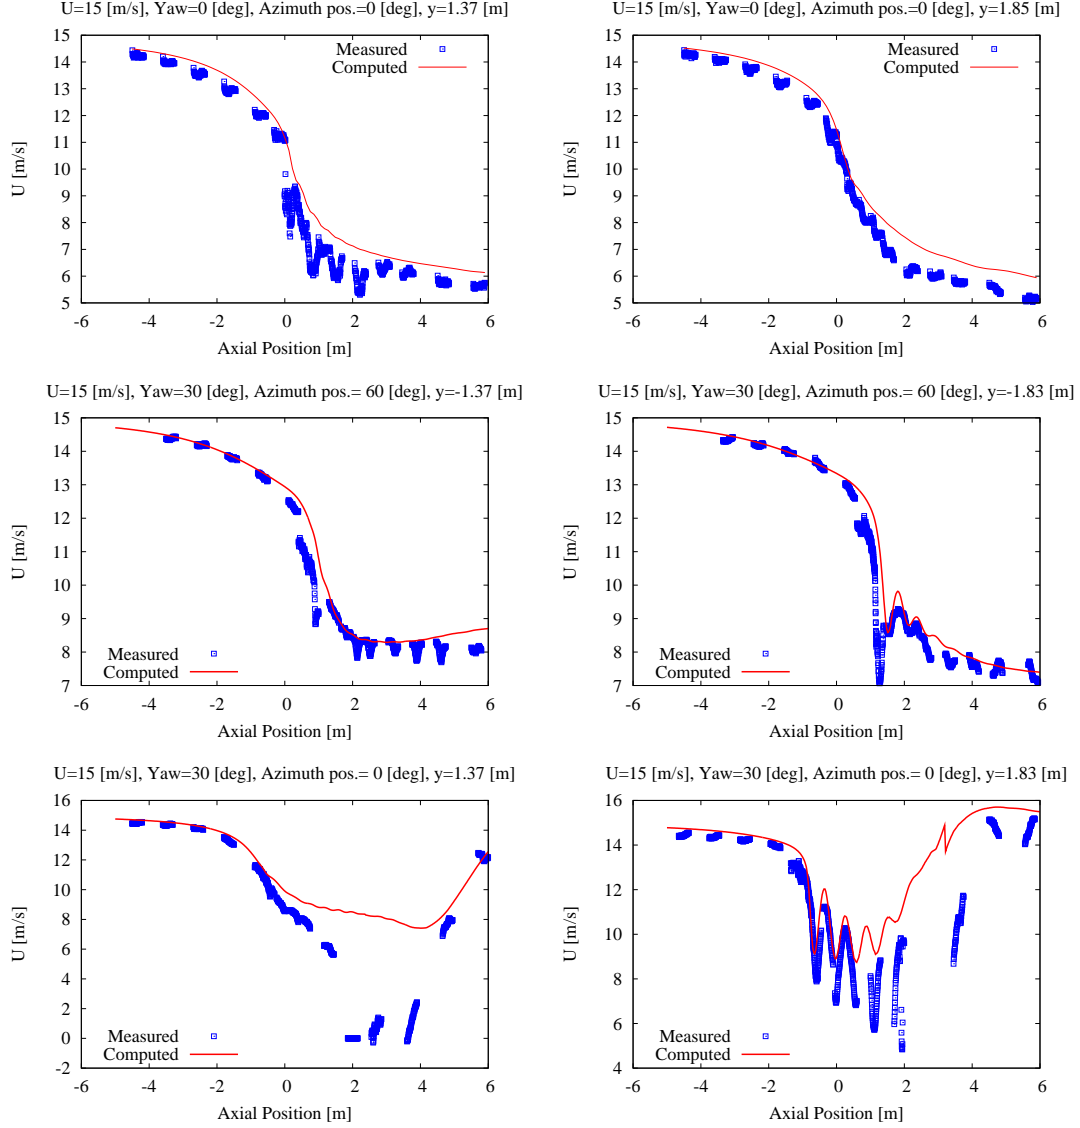 U=15 [m/s], Yaw=0 [deg], Azimuth pos.=0 [deg], y=1.37 [m]
15
14
13
12
11
10
9
8
7
6
5
-6 -4 -2 0 2 4 6
U [m/s]
Axial Position [m]
Measured
Computed
U=15 [m/s], Yaw=0 [deg], Azimuth pos.=0 [deg], y=1.85 [m]
15
14
13
12
11
10
9
8
7
6
5
-6 -4 -2 0 2 4 6
U [m/s]
Axial Position [m]
Measured
Computed
U=15 [m/s], Yaw=30 [deg], Azimuth pos.= 60 [deg], y=-1.37 [m]
15
14
13
12
11
10
9
8
7
-6 -4 -2 0 2 4 6
U [m/s]
Axial Position [m]
Measured
Computed
U=15 [m/s], Yaw=30 [deg], Azimuth pos.= 60 [deg], y=-1.83 [m]
15
14
13
12
11
10
9
8
7
-6 -4 -2 0 2 4 6
U [m/s]
Axial Position [m]
Measured
Computed
U=15 [m/s], Yaw=30 [deg], Azimuth pos.= 0 [deg], y=1.37 [m]
16
14
12
10
8
6
4
2
0
-2
-6 -4 -2 0 2 4 6
U [m/s]
Axial Position [m]
Measured
Computed
U=15 [m/s], Yaw=30 [deg], Azimuth pos.= 0 [deg], y=1.83 [m]
16
14
12
10
8
6
4
-6 -4 -2 0 2 4 6
U [m/s]
Axial Position [m]
Measured
Computed